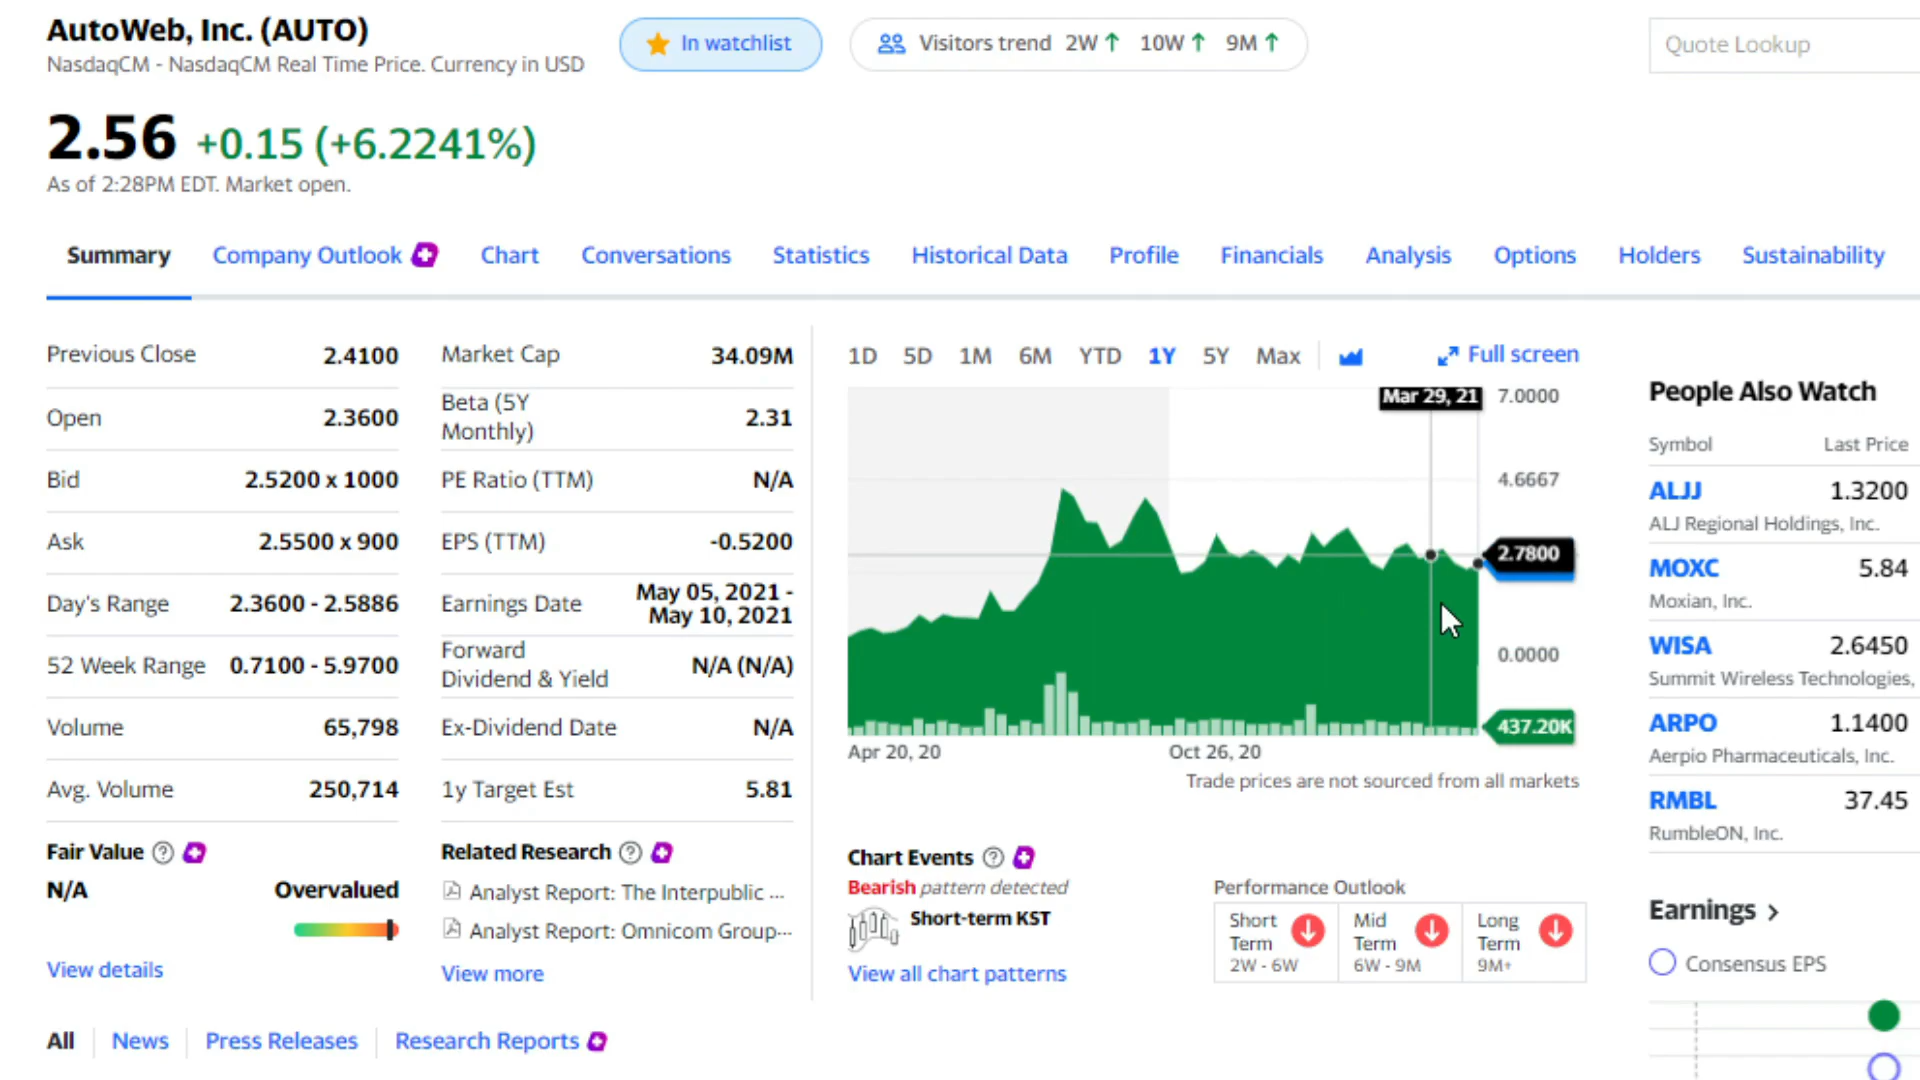 AutoWeb, Inc. (AUTO)
NasdaqCM - NasdaqCM Real Time Price. Currency in USD
In watchlist
Visitors trend 2W↑ 10W↑ 9M↑
Quote Lookup
2.56 +0.15 (+6.2241%)
As of 2:28PM EDT. Market open.
Summary Company Outlook Chart Conversations Statistics Historical Data Profile Financials Analysis Options Holders Sustainability
Previous Close 2.4100
Open 2.3600
Bid 2.5200 x 1000
Ask 2.5500 x 900
Day's Range 2.3600 - 2.5886
52 Week Range 0.7100 - 5.9700
Volume 65,798
Avg. Volume 250,714
Market Cap 34.09M
Beta (5Y
Monthly) 2.31
PE Ratio (TTM) N/A
EPS (TTM) -0.5200
Earnings Date May 05, 2021 -
May 10, 2021
Forward
Dividend & Yield N/A (N/A)
Ex-Dividend Date N/A
1y Target Est 5.81
1D 5D 1M 6M YTD 1Y 5Y Max Full screen
Mar 29, 21
7.0000
4.6667
2.7800
0.0000
437.20K
Apr 20, 20 Oct 26, 20
Trade prices are not sourced from all markets
People Also Watch
Symbol Last Price
ALJJ 1.3200
ALJ Regional Holdings, Inc.
MOXC 5.84
Moxian, Inc.
WISA 2.6450
Summit Wireless Technologies,
ARPO 1.1400
Aerpio Pharmaceuticals, Inc.
RMBL 37.45
RumbleON, Inc.
Fair Value
N/A Overvalued
View details
Related Research
Analyst Report: The Interpublic ...
Analyst Report: Omnicom Group...
View more
Chart Events
Bearish pattern detected
Short-term KST
View all chart patterns
Performance Outlook
Short
Term
2W - 6W
Mid
Term
6W - 9M
Long
Term
9M+
Earnings
Consensus EPS
All News Press Releases Research Reports